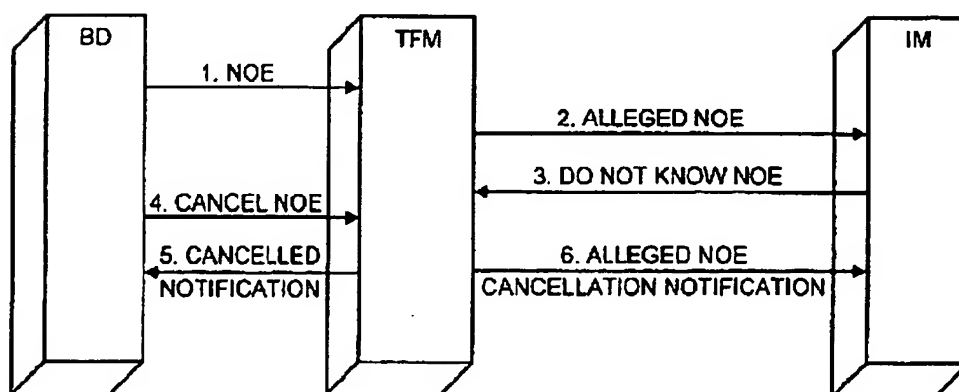 BD
TFM
IM
1. NOE
2. ALLEGED NOE
3. DO NOT KNOW NOE
4. CANCEL NOE
5. CANCELLED
NOTIFICATION
6. ALLEGED NOE
CANCELLATION NOTIFICATION